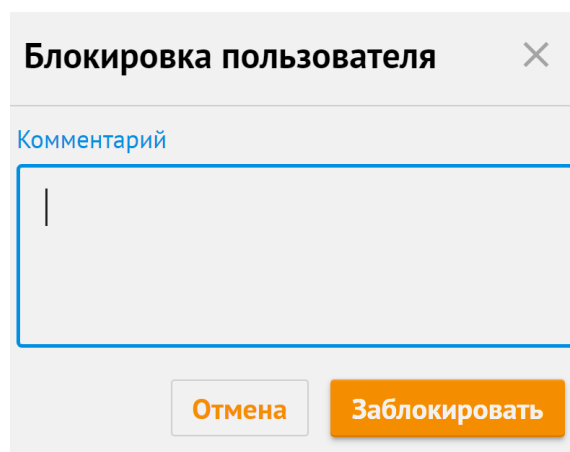 Блокировка пользователя
Комментарий
Отмена Заблокировать